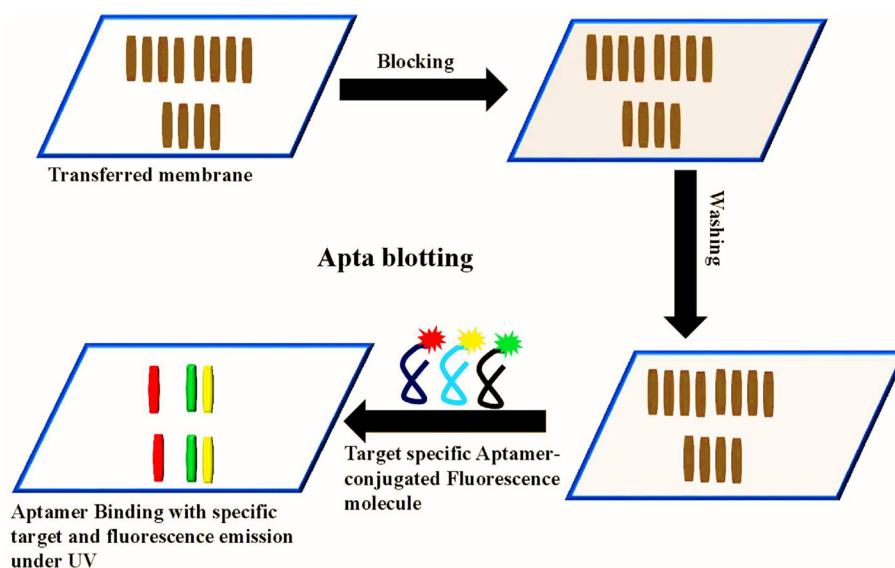 Blocking
Transferred membrane
Washing
Apta blotting
Target specific Aptamer-
conjugated Fluorescence
molecule
Aptamer Binding with specific
target and fluorescence emission
under UV